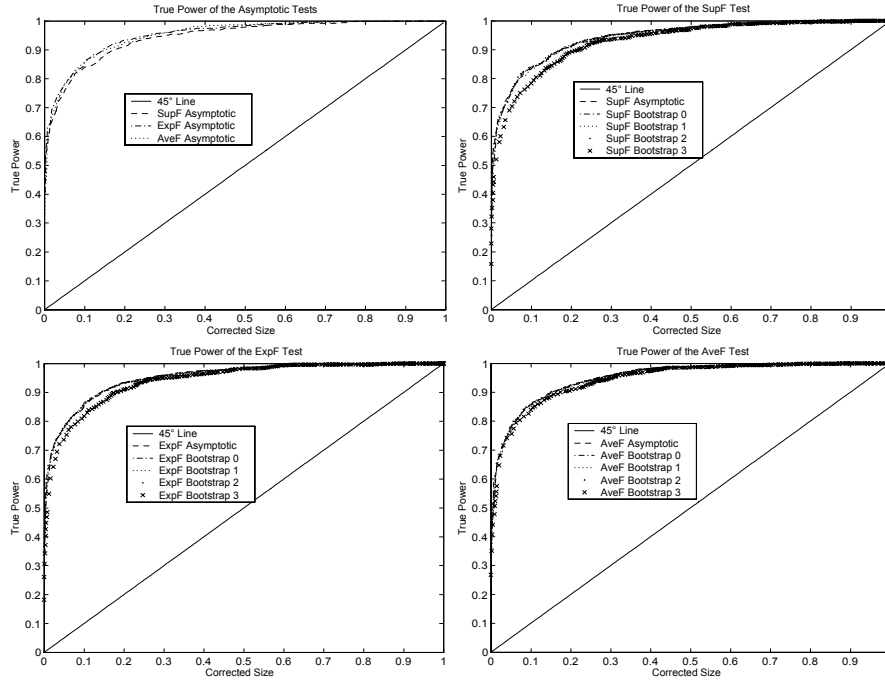 True Power of the Asymptotic Tests
1
0.9
0.8
0.7
0.6
0.5
0.4
0.3
0.2
0.1
0
True Power
45° Line
SupF Asymptotic
ExpF Asymptotic
AveF Asymptotic
0 0.1 0.2 0.3 0.4 0.5 0.6 0.7 0.8 0.9 1
Corrected Size
True Power of the SupF Test
1
0.9
0.8
0.7
0.6
0.5
0.4
0.3
0.2
0.1
0
True Power
45° Line
SupF Asymptotic
SupF Bootstrap 0
SupF Bootstrap 1
SupF Bootstrap 2
SupF Bootstrap 3
0 0.1 0.2 0.3 0.4 0.5 0.6 0.7 0.8 0.9
Corrected Size
True Power of the ExpF Test
1
0.9
0.8
0.7
0.6
0.5
0.4
0.3
0.2
0.1
0
True Power
45° Line
ExpF Asymptotic
ExpF Bootstrap 0
ExpF Bootstrap 1
ExpF Bootstrap 2
ExpF Bootstrap 3
0 0.1 0.2 0.3 0.4 0.5 0.6 0.7 0.8 0.9 1
Corrected Size
True Power of the AveF Test
1
0.9
0.8
0.7
0.6
0.5
0.4
0.3
0.2
0.1
0
True Power
45° Line
AveF Asymptotic
AveF Bootstrap 0
AveF Bootstrap 1
AveF Bootstrap 2
AveF Bootstrap 3
0 0.1 0.2 0.3 0.4 0.5 0.6 0.7 0.8 0.9
Corrected Size